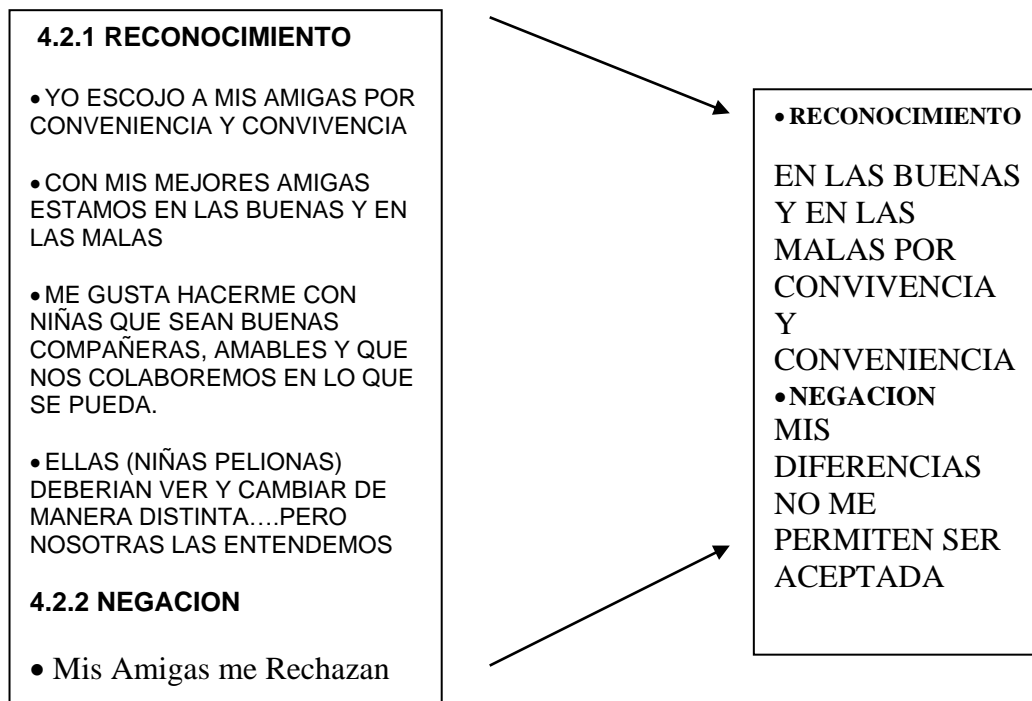 4.2.1 RECONOCIMIENTO
• YO ESCOJO A MIS AMIGAS POR
CONVENIENCIA Y CONVIVENCIA
• CON MIS MEJORES AMIGAS
ESTAMOS EN LAS BUENAS Y EN
LAS MALAS
• ME GUSTA HACERME CON
NIÑAS QUE SEAN BUENAS
COMPAÑERAS, AMABLES Y QUE
NOS COLABOREMOS EN LO QUE
SE PUEDA.
• ELLAS (NIÑAS PELIONAS)
DEBERIAN VER Y CAMBIAR DE
MANERA DISTINTA….PERO
NOSOTRAS LAS ENTENDEMOS
4.2.2 NEGACION
• Mis Amigas me Rechazan
• RECONOCIMIENTO
EN LAS BUENAS
Y EN LAS
MALAS POR
CONVIVENCIA
Y
CONVENIENCIA
• NEGACION
MIS
DIFERENCIAS
NO ME
PERMITEN SER
ACEPTADA